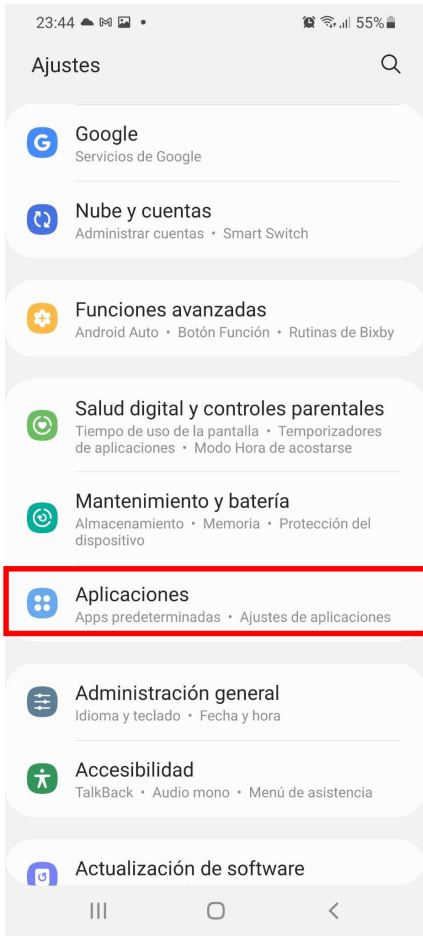 23:44 55%
Ajustes
Google
Servicios de Google
Nube y cuentas
Administrar cuentas • Smart Switch
Funciones avanzadas
Android Auto • Botón Función • Rutinas de Bixby
Salud digital y controles parentales
Tiempo de uso de la pantalla • Temporizadores
de aplicaciones • Modo Hora de acostarse
Mantenimiento y batería
Almacenamiento • Memoria • Protección del
dispositivo
Aplicaciones
Apps predeterminadas • Ajustes de aplicaciones
Administración general
Idioma y teclado • Fecha y hora
Accesibilidad
TalkBack • Audio mono • Menú de asistencia
Actualización de software